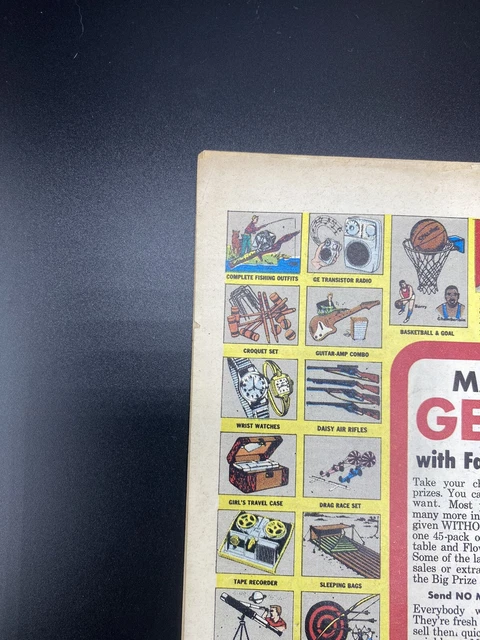 COMPLETE FISHING OUTFITS
GE TRANSISTOR RADIO
BASKETBALL & GOAL
CROQUET SET
GUITAR-AMP COMBO
WRIST WATCHES
DAISY AIR RIFLES
GIRL'S TRAVEL CASE
DRAG RACE SET
TAPE RECORDER
SLEEPING BAGS
M
GE
with Fa
Take your ch
prizes. You ca
want. Most
many more in
given WITHO
one 45-pack o
table and Flow
Some of the la
sales or extra
the Big Prize
Send NO M
Everybody w
They're fresh
sell then, quic